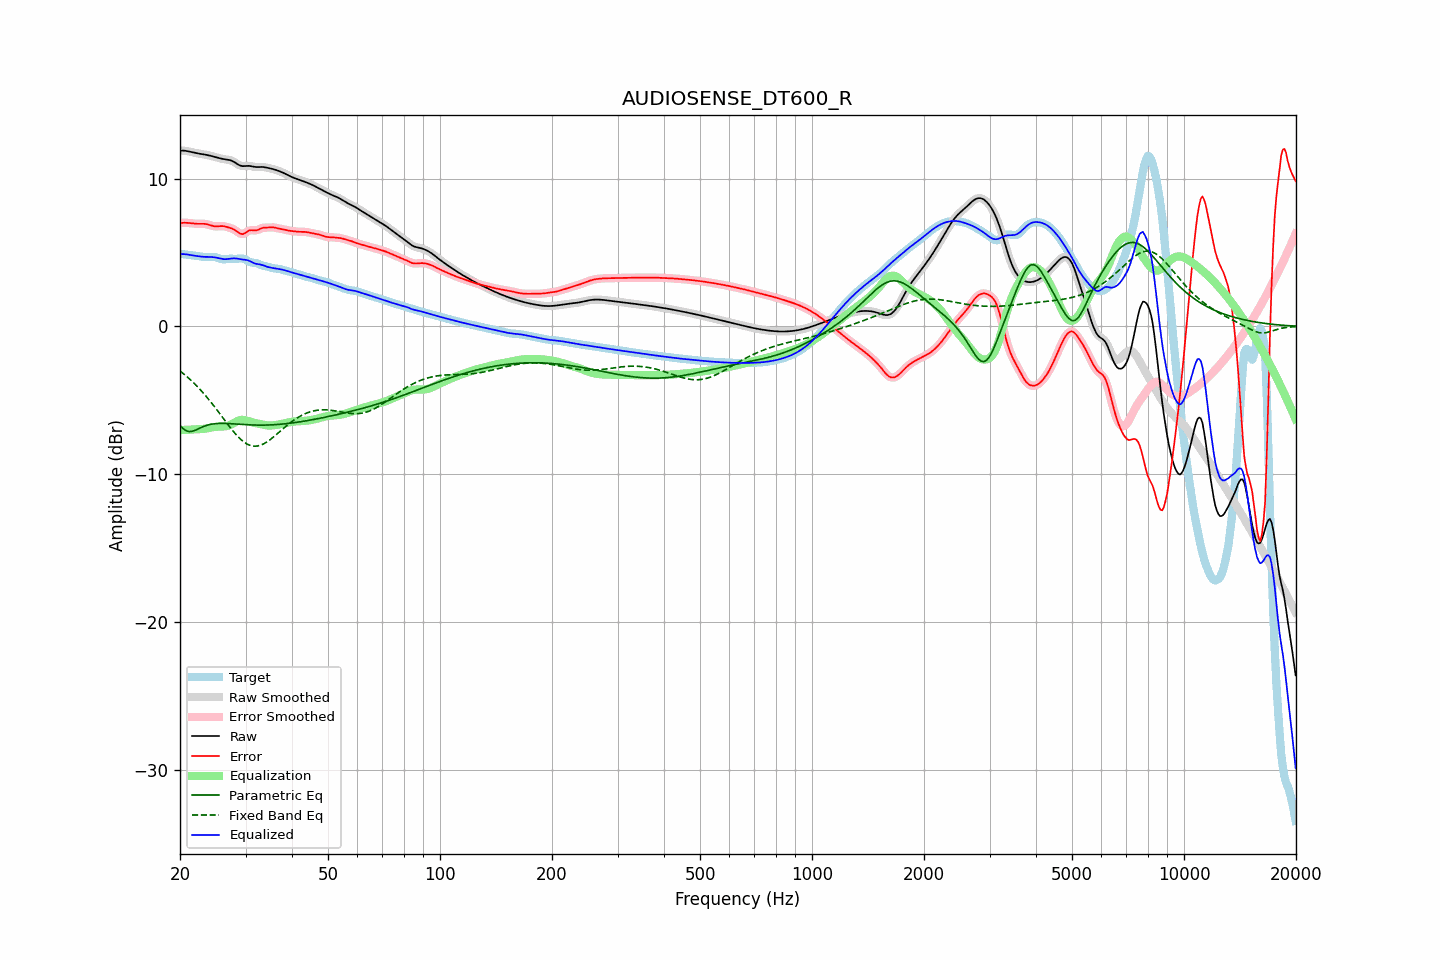 AUDIOSENSE_DT600_R
Amplitude (dBr)
10
0
−10
−20
−30
Target
Raw Smoothed
Error Smoothed
Raw
Error
Equalization
Parametric Eq
Fixed Band Eq
Equalized
20 50 100 200 500 1000 2000 5000 10000 20000
Frequency (Hz)